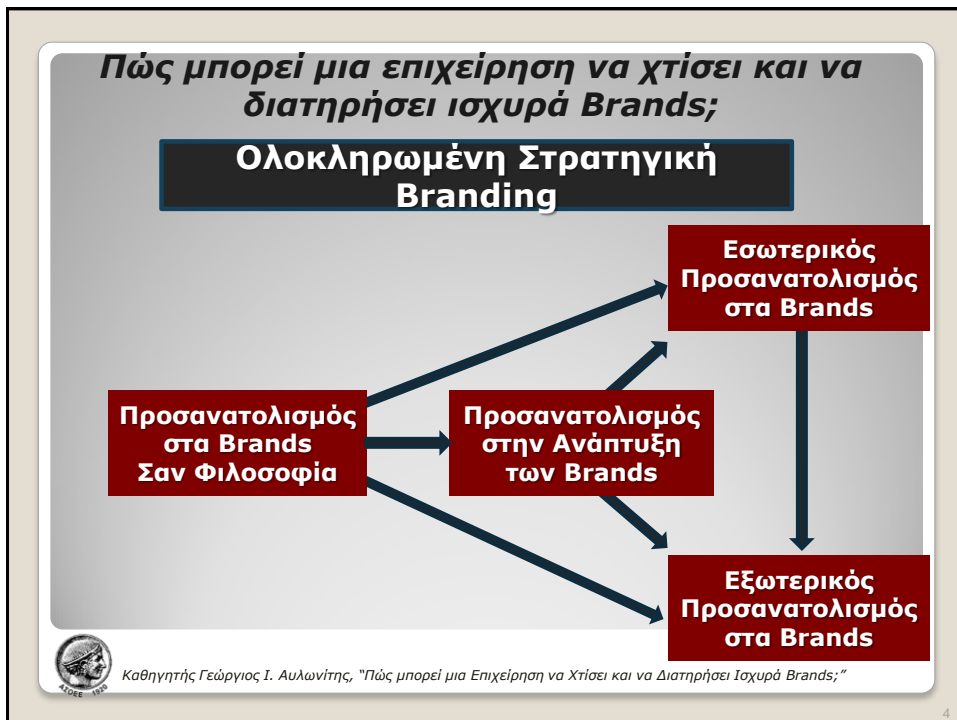 Πώς μπορεί μια επιχείρηση να χτίσει και να
διατηρήσει ισχυρά Brands;
Ολοκληρωμένη Στρατηγική
Branding
Εσωτερικός
Προσανατολισμός
στα Brands
Προσανατολισμός
στα Brands
Σαν Φιλοσοφία
Προσανατολισμός
στην Ανάπτυξη
των Brands
Εξωτερικός
Προσανατολισμός
στα Brands
ΑΣΟΕΕ 1920
Καθηγητής Γεώργιος Ι. Αυλωνίτης, “Πώς μπορεί μια Επιχείρηση να Χτίσει και να Διατηρήσει Ισχυρά Brands;”
4